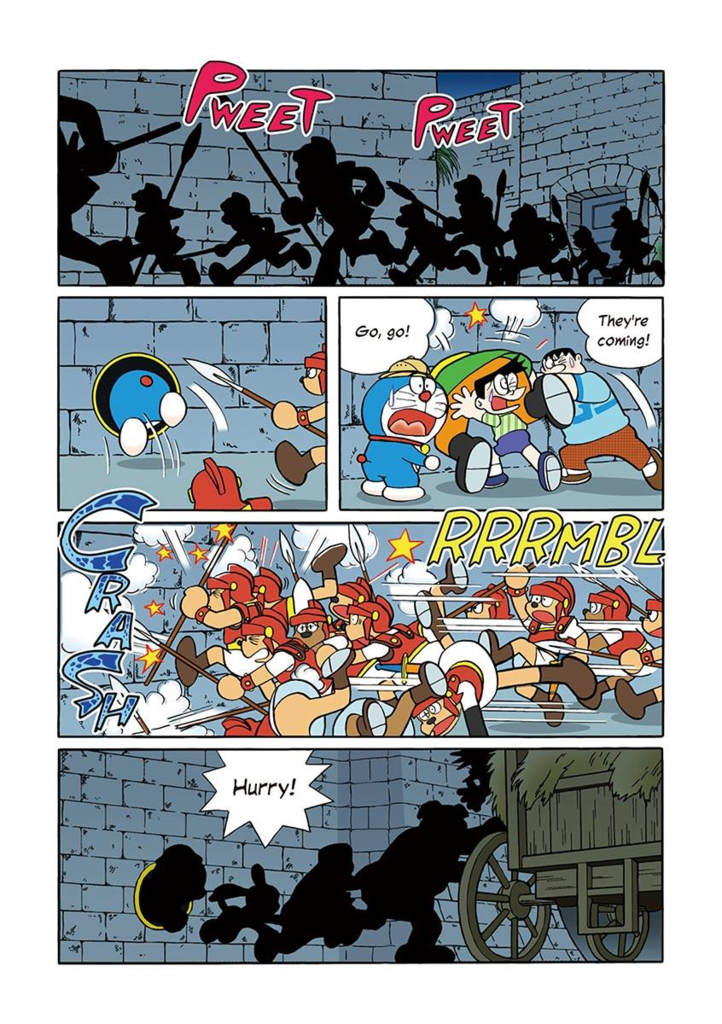 PWEET
PWEET
Go, go!
They're
coming!
CRASH
RRRMBL
Hurry!